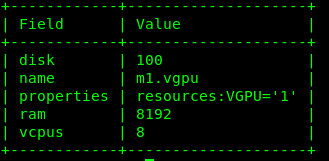 +------------+--------------------+
| Field      | Value              |
+------------+--------------------+
| disk       | 100                |
| name       | m1.vgpu            |
| properties | resources:VGPU='1' |
| ram        | 8192               |
| vcpus      | 8                  |
+------------+--------------------+